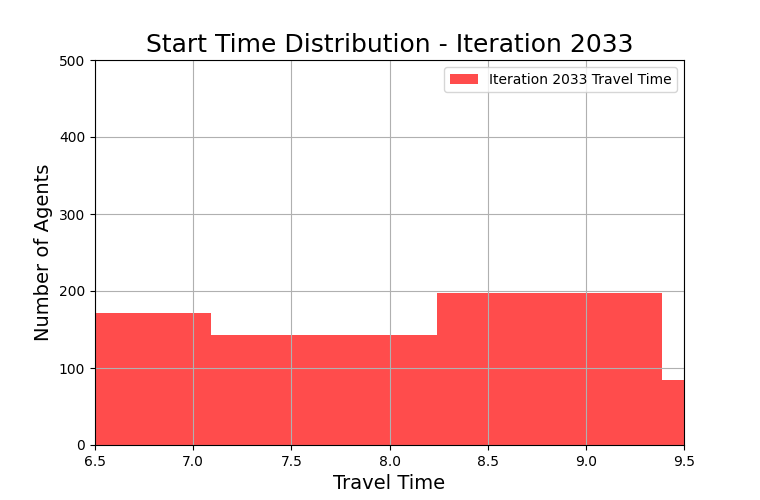 Start Time Distribution - Iteration 2033
Iteration 2033 Travel Time
Number of Agents
500
400
300
200
100
0
6.5 7.0 7.5 8.0 8.5 9.0 9.5
Travel Time